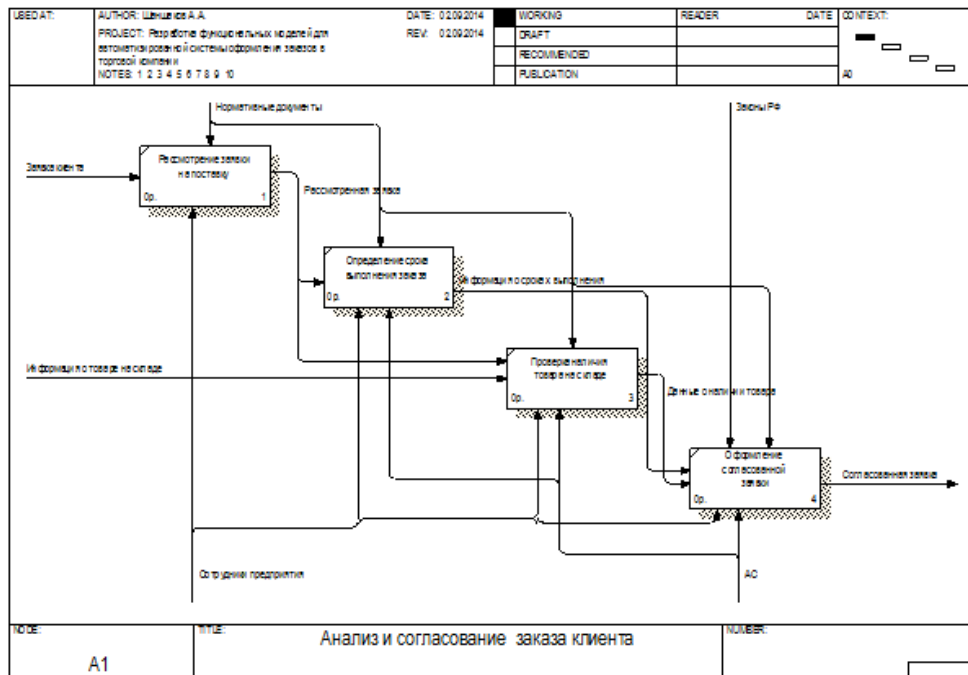 USED AT:
AUTHOR: Шеншаков А.А.
DATE: 02.09.2014
WORKING
READER
DATE
CONTEXT:
PROJECT: Разработка функциональных моделей для
REV: 02.09.2014
DRAFT
автоматизированной системы оформления заказов в
RECOMMENDED
торговой компании
NOTES: 1 2 3 4 5 6 7 8 9 10
PUBLICATION
A0
Нормативные документы
Законы РФ
Рассмотрение заявки
на поставку
0р.
1
Заявка клиента
Рассмотренная заявка
Определение срока
выполнения заказа
0р.
2
Информация о сроках выполнения
Проверка наличия
товара на складе
0р.
3
Информация о товаре на складе
Данные о наличии товара
Оформление
согласованной
заявки
0р.
4
Согласованная заявка
Сотрудники предприятия
АС
NODE:
TITLE:
Анализ и согласование заказа клиента
NUMBER:
A1